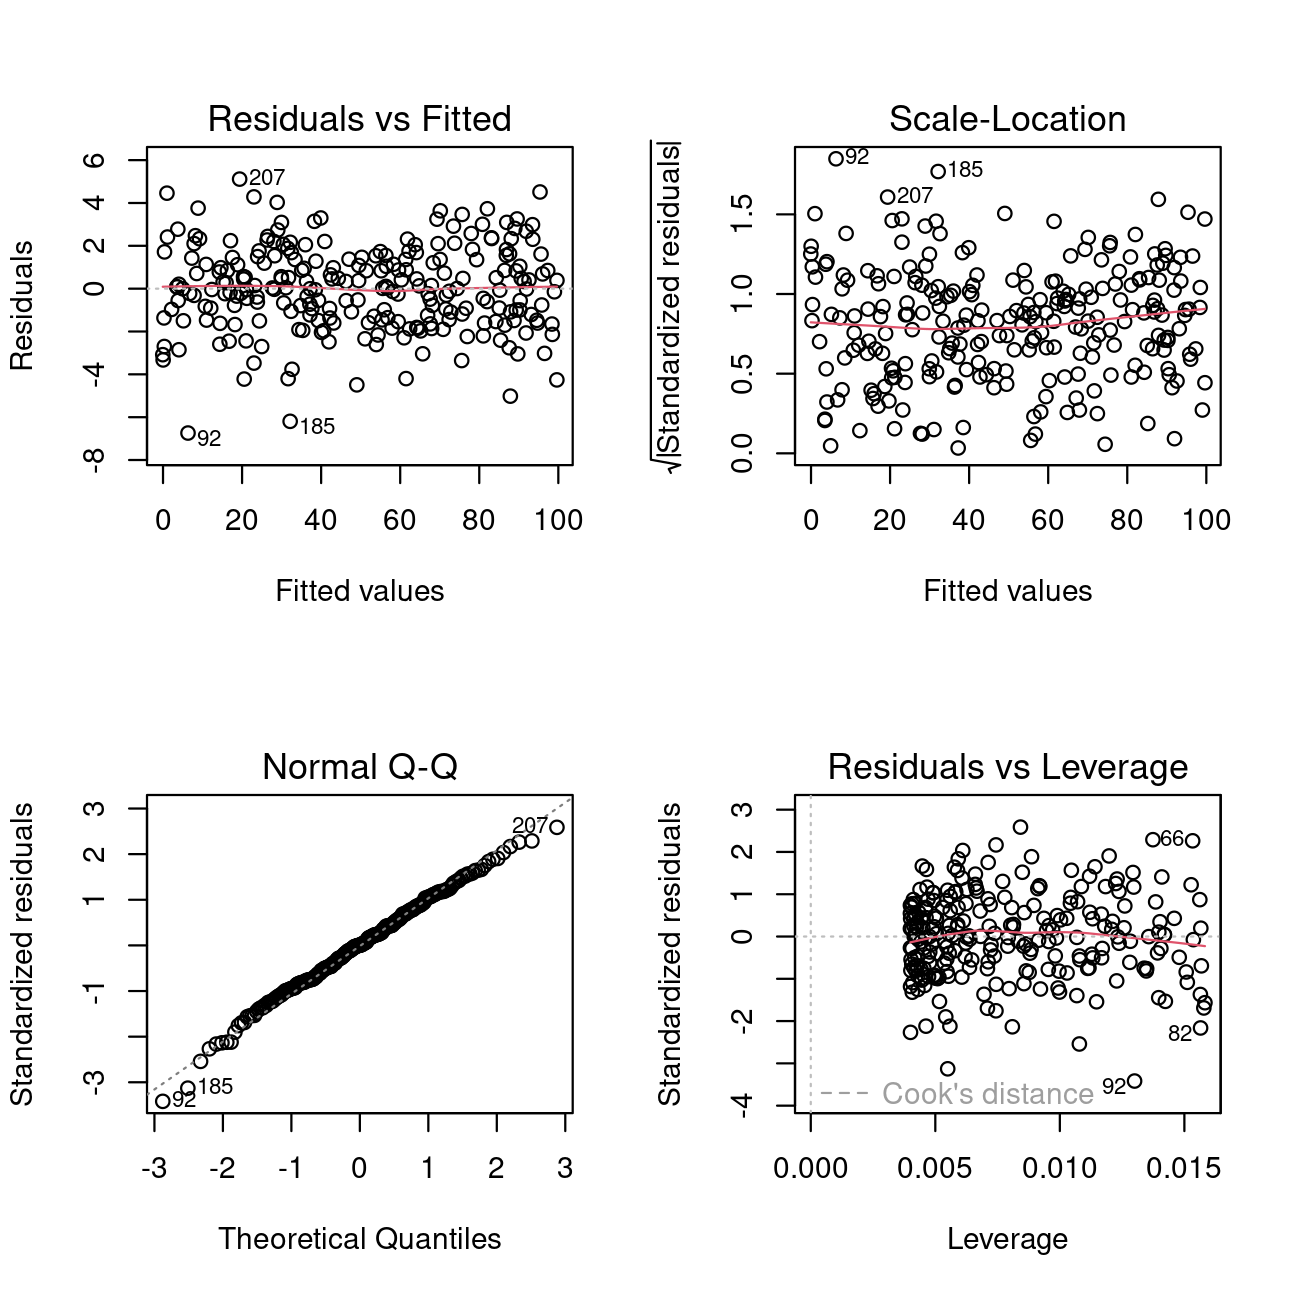 Residuals vs Fitted
Residuals
6
4
2
0
-4
-8
207
185
92
0 20 40 60 80 100
Fitted values
Scale-Location
√|Standardized residuals|
1.5
1.0
0.5
0.0
92
185
207
0 20 40 60 80 100
Fitted values
Normal Q-Q
Standardized residuals
3
2
1
-1
-3
207
185
92
-3 -2 -1 0 1 2 3
Theoretical Quantiles
Residuals vs Leverage
Standardized residuals
3
2
1
0
-2
-4
66
82
92
Cook's distance
0.000 0.005 0.010 0.015
Leverage